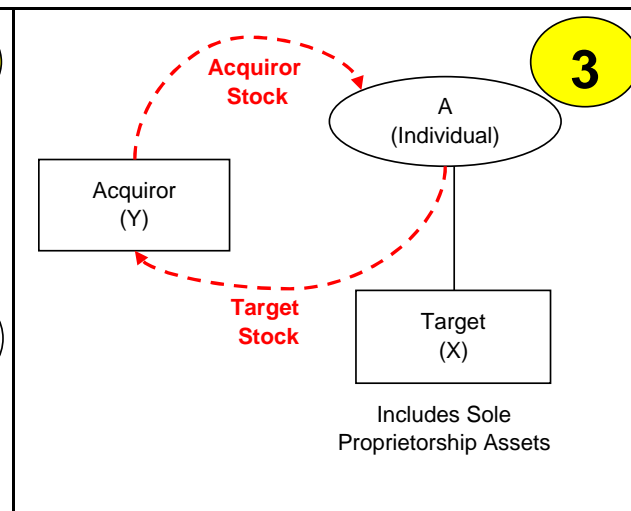 3
Acquiror
Stock
A
(Individual)
Acquiror
(Y)
Target
Stock
Target
(X)
Includes Sole
Proprietorship Assets